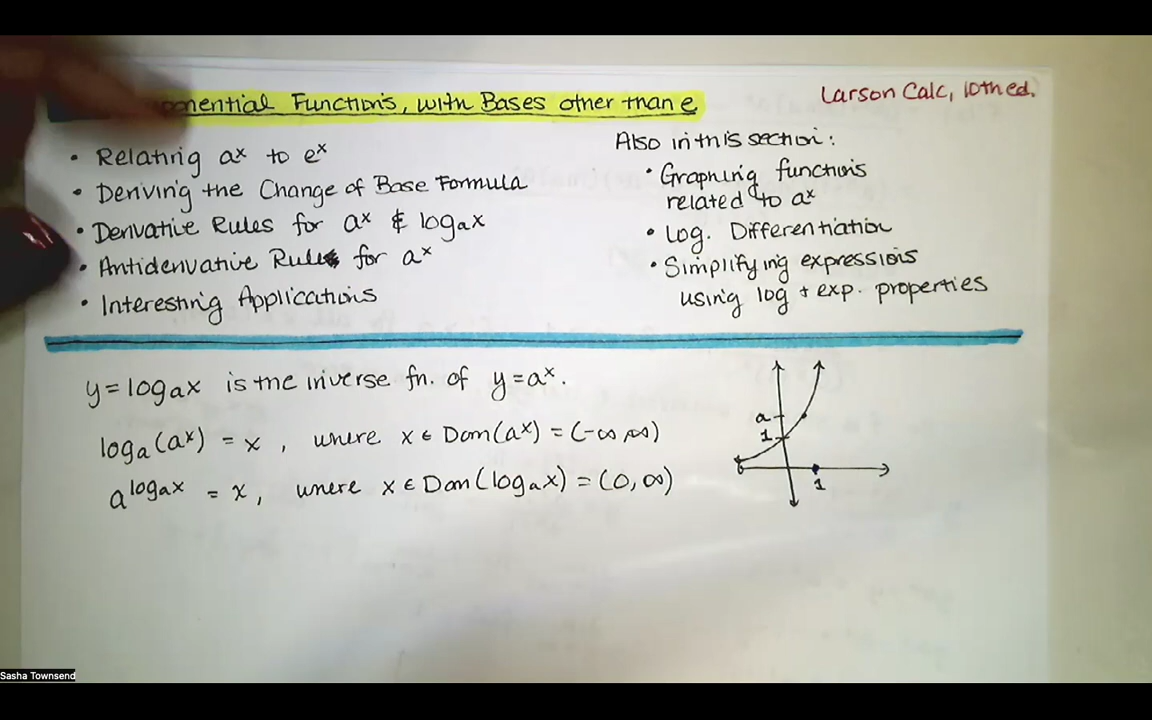 Functions, with Bases other than e
Larson Calc, 10th ed.
• Relating aˣ to eˣ
• Deriving the Change of Base Formula
• Derivative Rules for aˣ & logₐx
• Antiderivative Rules for aˣ
• Interesting Applications
Also in this section:
• Graphing functions
related to aˣ
• Log. Differentiation
• Simplifying expressions
using log + exp. properties
y = logₐx is the inverse fn. of y = aˣ.
logₐ(aˣ) = x , where x ∈ Dom(aˣ) = (-∞,∞)
a^(logₐx) = x, where x ∈ Dom(logₐx) = (0,∞)
a
1
1
Sasha Townsend